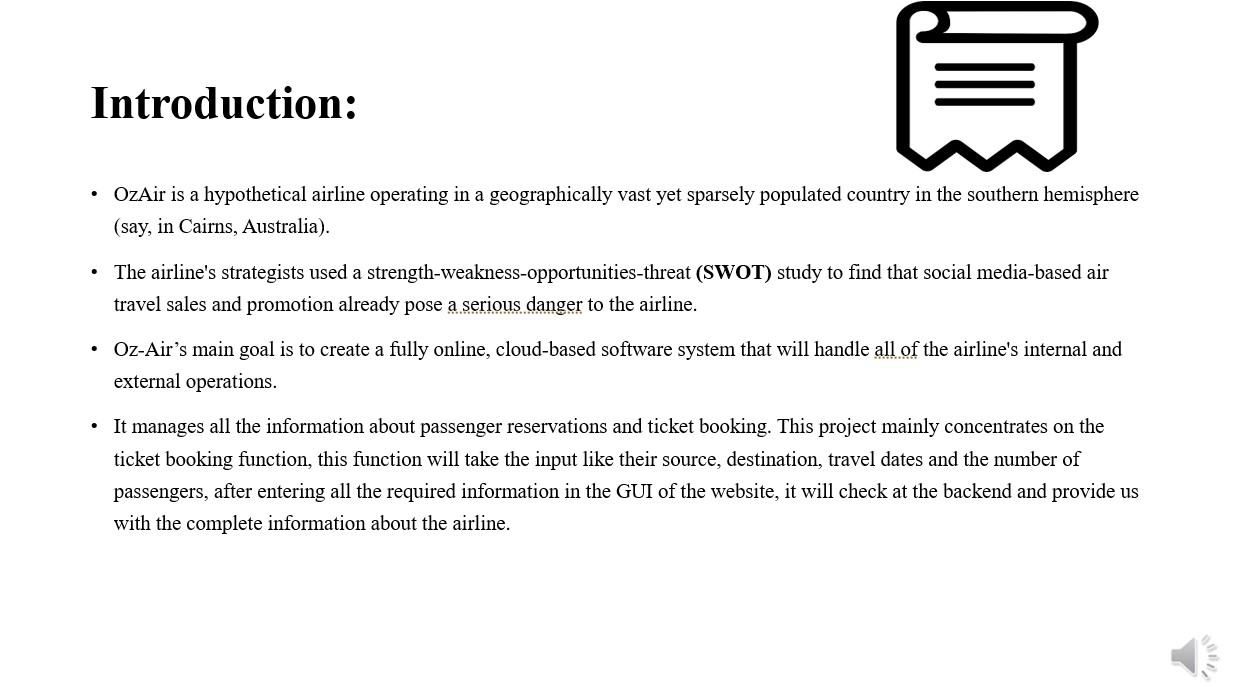 Introduction:
• OzAir is a hypothetical airline operating in a geographically vast yet sparsely populated country in the southern hemisphere
(say, in Cairns, Australia).
• The airline's strategists used a strength-weakness-opportunities-threat (SWOT) study to find that social media-based air
travel sales and promotion already pose a serious danger to the airline.
• Oz-Air’s main goal is to create a fully online, cloud-based software system that will handle all of the airline's internal and
external operations.
• It manages all the information about passenger reservations and ticket booking. This project mainly concentrates on the
ticket booking function, this function will take the input like their source, destination, travel dates and the number of
passengers, after entering all the required information in the GUI of the website, it will check at the backend and provide us
with the complete information about the airline.